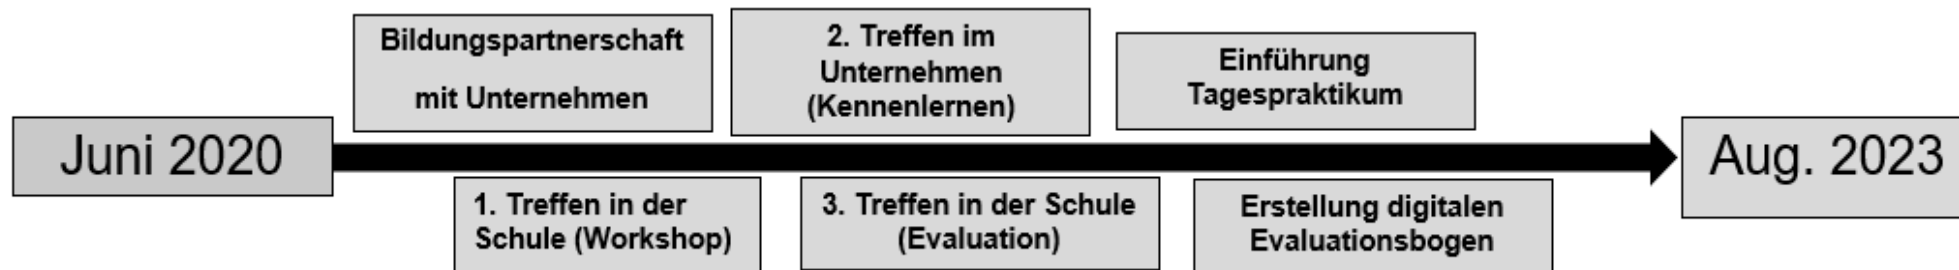 Juni 2020
Bildungspartnerschaft
mit Unternehmen
1. Treffen in der
Schule (Workshop)
2. Treffen im
Unternehmen
(Kennenlernen)
3. Treffen in der Schule
(Evaluation)
Einführung
Tagespraktikum
Erstellung digitalen
Evaluationsbogen
Aug. 2023